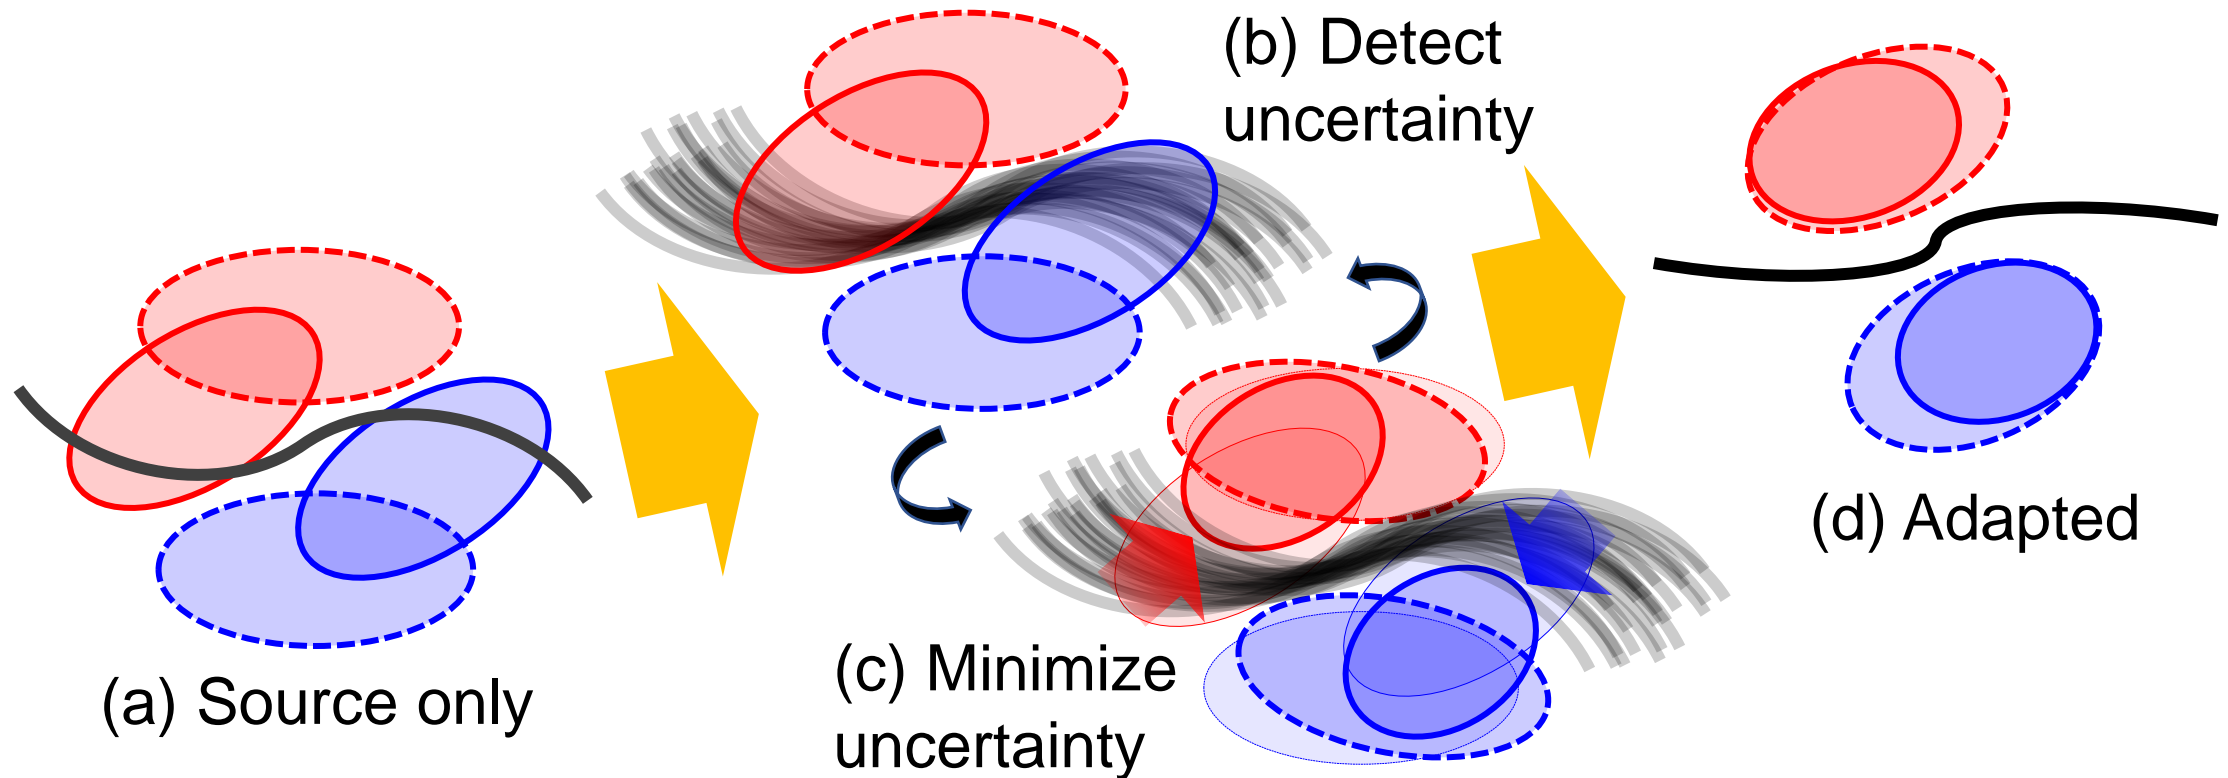 (a) Source only
(b) Detect
uncertainty
(c) Minimize
uncertainty
(d) Adapted